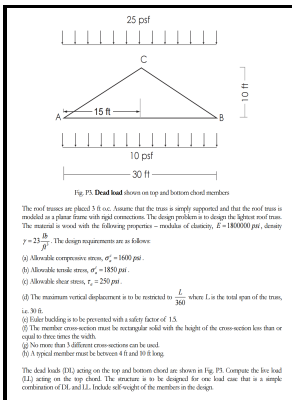 25 psf
C
10 ft
15 ft
A
B
10 psf
30 ft
Fig. P3. Dead load shown on top and bottom chord members
The roof trusses are placed 3 ft o.c. Assume that the truss is simply supported and that the roof truss is
modeled as a planar frame with rigid connections. The design problem is to design the lightest roof truss.
The material is wood with the following properties – modulus of elasticity, E = 1800000 psi, density
γ = 23 lb/ft³. The design requirements are as follows:
(a) Allowable compressive stress, σₐᶜ = 1600 psi.
(b) Allowable tensile stress, σₐᵗ = 1850 psi.
(c) Allowable shear stress, τₐ = 250 psi.
(d) The maximum vertical displacement is to be restricted to L/360 where L is the total span of the truss,
i.e. 30 ft.
(e) Euler buckling is to be prevented with a safety factor of 1.5.
(f) The member cross-section must be rectangular solid with the height of the cross-section less than or
equal to three times the width.
(g) No more than 3 different cross-sections can be used.
(h) A typical member must be between 4 ft and 10 ft long.
The dead loads (DL) acting on the top and bottom chord are shown in Fig. P3. Compute the live load
(LL) acting on the top chord. The structure is to be designed for one load case that is a simple
combination of DL and LL. Include self-weight of the members in the design.